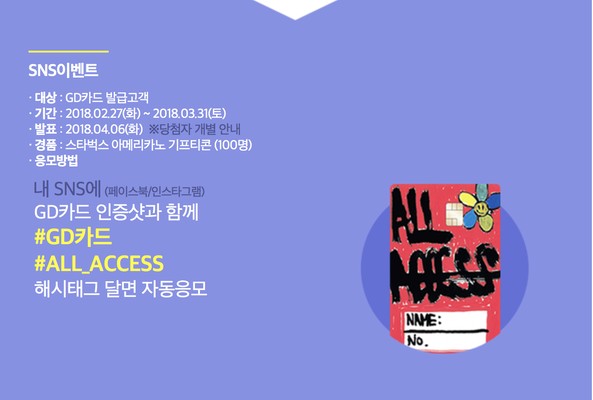 SNS이벤트
· 대상 : GD카드 발급고객
· 기간 : 2018.02.27(화) ~ 2018.03.31(토)
· 발표 : 2018.04.06(화) ※당첨자 개별 안내
· 경품 : 스타벅스 아메리카노 기프티콘 (100명)
· 응모방법
내 SNS에 (페이스북/인스타그램)
GD카드 인증샷과 함께
#GD카드
#ALL_ACCESS
해시태그 달면 자동응모
ALL
ACCESS
NAME:
NO.